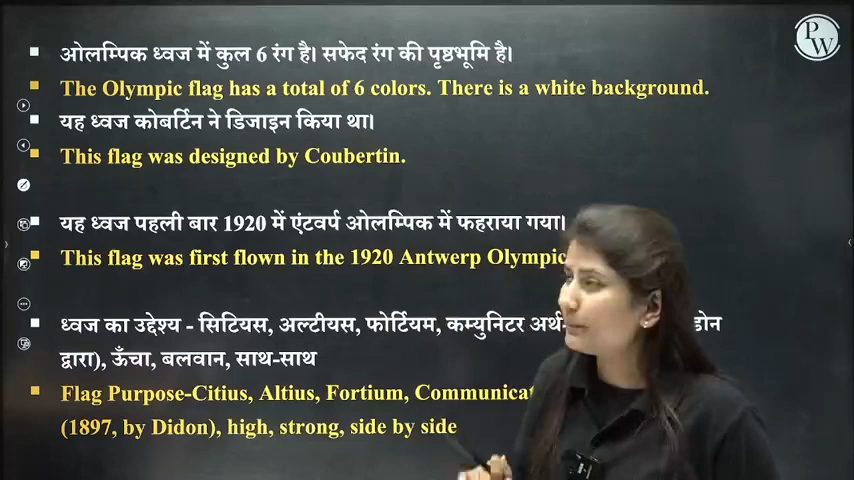 PW
ओलम्पिक ध्वज में कुल 6 रंग है। सफेद रंग की पृष्ठभूमि है।
The Olympic flag has a total of 6 colors. There is a white background.
यह ध्वज कोबर्टिन ने डिजाइन किया था।
This flag was designed by Coubertin.
यह ध्वज पहली बार 1920 में एंटवर्प ओलम्पिक में फहराया गया।
This flag was first flown in the 1920 Antwerp Olympic
ध्वज का उद्देश्य - सिटियस, अल्टीयस, फोर्टियम, कम्युनिटर डोन
द्वारा), ऊँचा, बलवान, साथ-साथ
Flag Purpose-Citius, Altius, Fortium,
(1897, by Didon), high, strong, side by side